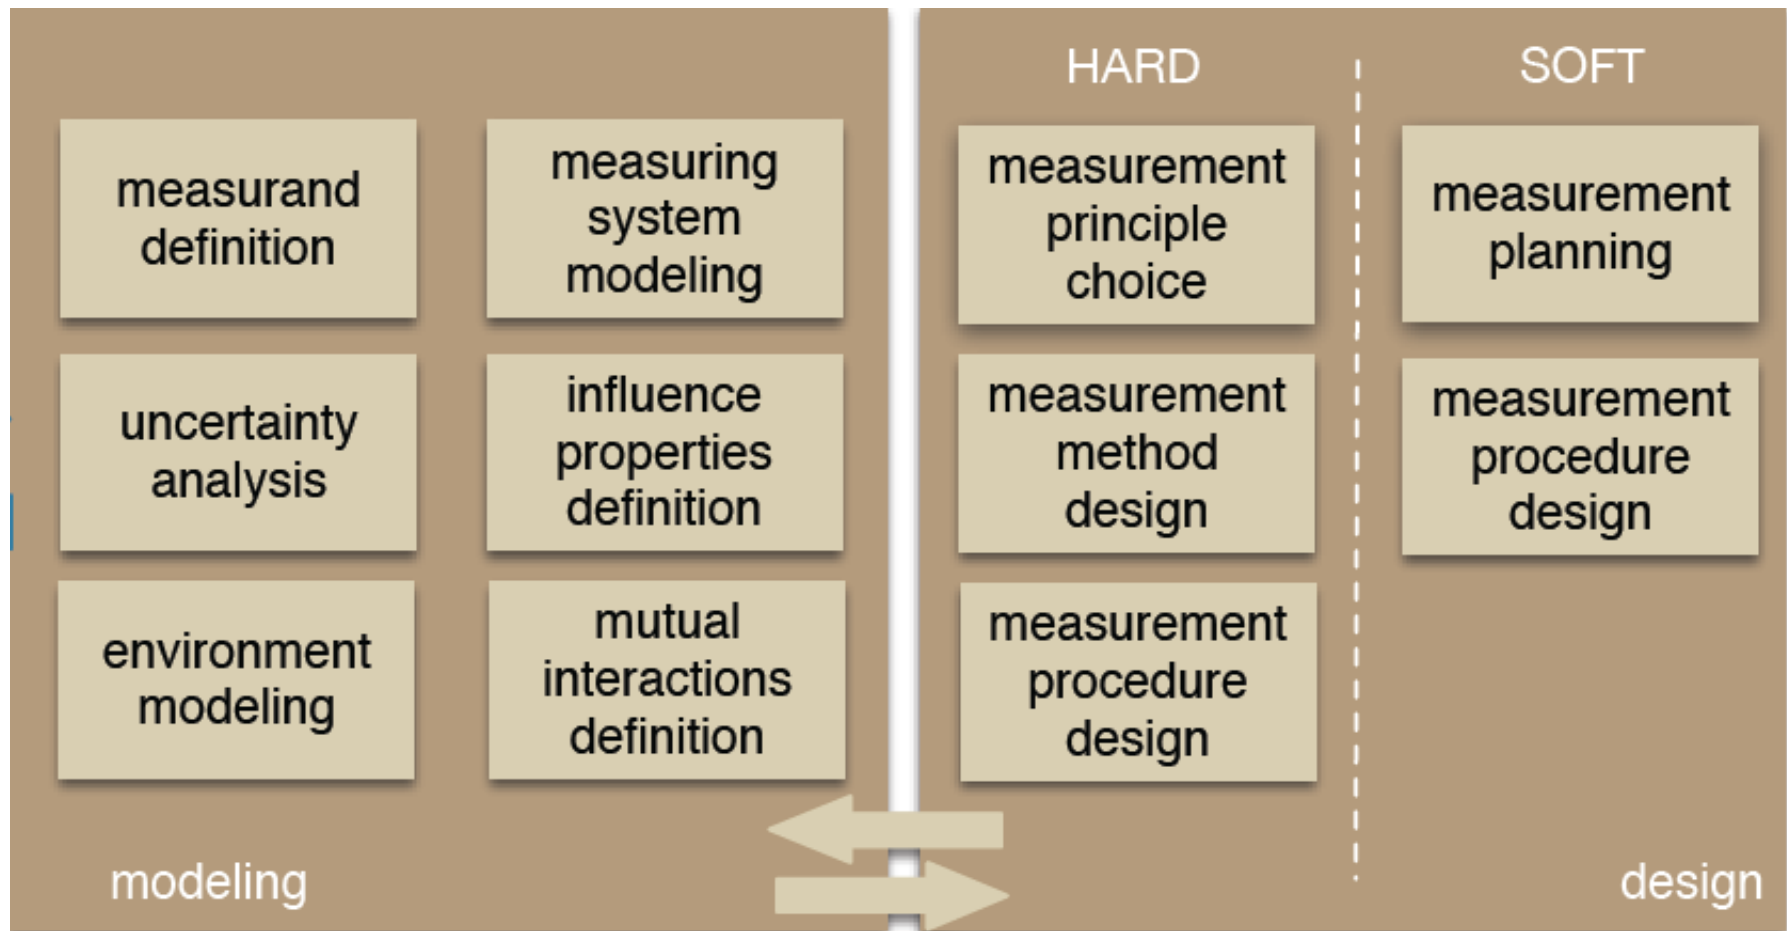 measurand
definition
measuring
system
modeling
uncertainty
analysis
influence
properties
definition
environment
modeling
mutual
interactions
definition
modeling
HARD
measurement
principle
choice
measurement
method
design
measurement
procedure
design
SOFT
measurement
planning
measurement
procedure
design
design